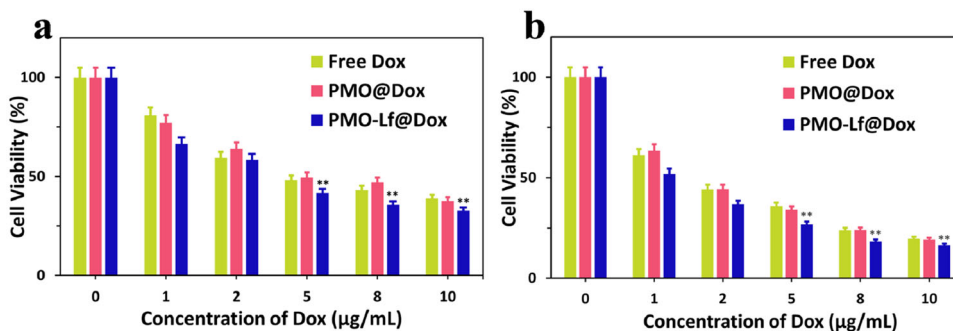 a
Cell Viability (%)
100
50
0
Free Dox
PMO@Dox
PMO-Lf@Dox
**
**
**
0 1 2 5 8 10
Concentration of Dox (μg/mL)
b
Cell Viability (%)
100
50
0
Free Dox
PMO@Dox
PMO-Lf@Dox
**
**
**
0 1 2 5 8 10
Concentration of Dox (μg/mL)